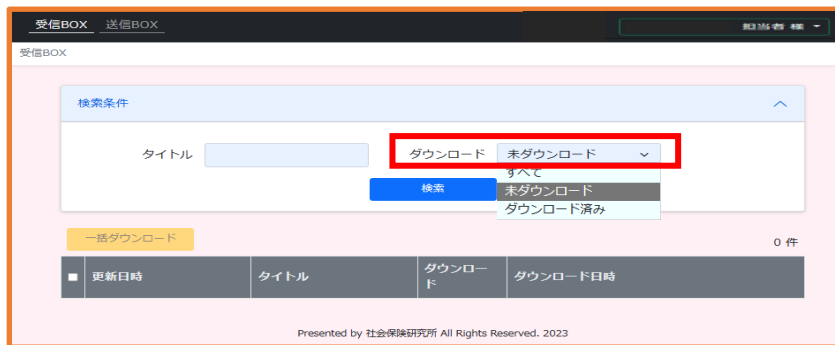 受信BOX 送信BOX 担当者 様
受信BOX
検索条件
タイトル ダウンロード 未ダウンロード
すべて
検索 未ダウンロード
ダウンロード済み
一括ダウンロード 0 件
更新日時 タイトル ダウンロー
ド ダウンロード日時
Presented by 社会保険研究所 All Rights Reserved. 2023